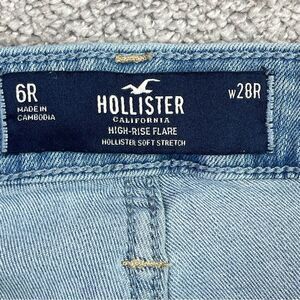 6R
MADE IN
CAMBODIA
HOLLISTER
CALIFORNIA
HIGH-RISE FLARE
HOLLISTER SOFT STRETCH
W28R